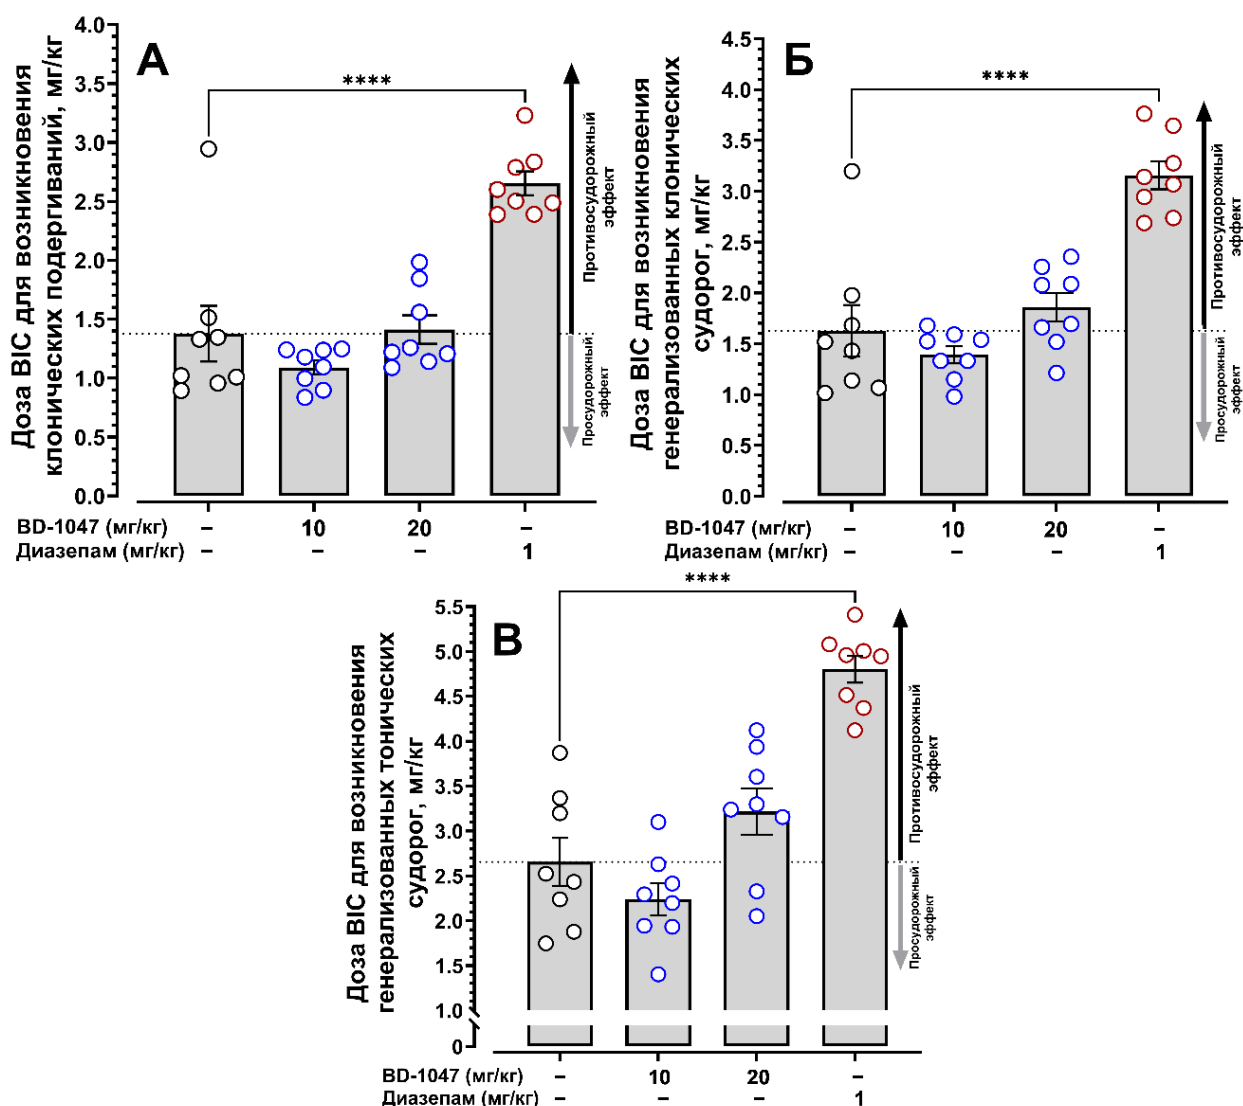 А
Доза BIC для возникновения
клонических подергиваний, мг/кг
4.0
3.5
3.0
2.5
2.0
1.5
1.0
0.5
0.0
****
Противосудорожный
эффект
Просудорожный
эффект
BD-1047 (мг/кг) – 10 20 –
Диазепам (мг/кг) – – – 1
Б
Доза BIC для возникновения
генерализованных клонических
судорог, мг/кг
4.5
4.0
3.5
3.0
2.5
2.0
1.5
1.0
0.5
0.0
****
Противосудорожный
эффект
Просудорожный
эффект
BD-1047 (мг/кг) – 10 20 –
Диазепам (мг/кг) – – – 1
В
Доза BIC для возникновения
генерализованных тонических
судорог, мг/кг
5.5
5.0
4.5
4.0
3.5
3.0
2.5
2.0
1.5
1.0
0
****
Противосудорожный
эффект
Просудорожный
эффект
BD-1047 (мг/кг) – 10 20 –
Диазепам (мг/кг) – – – 1